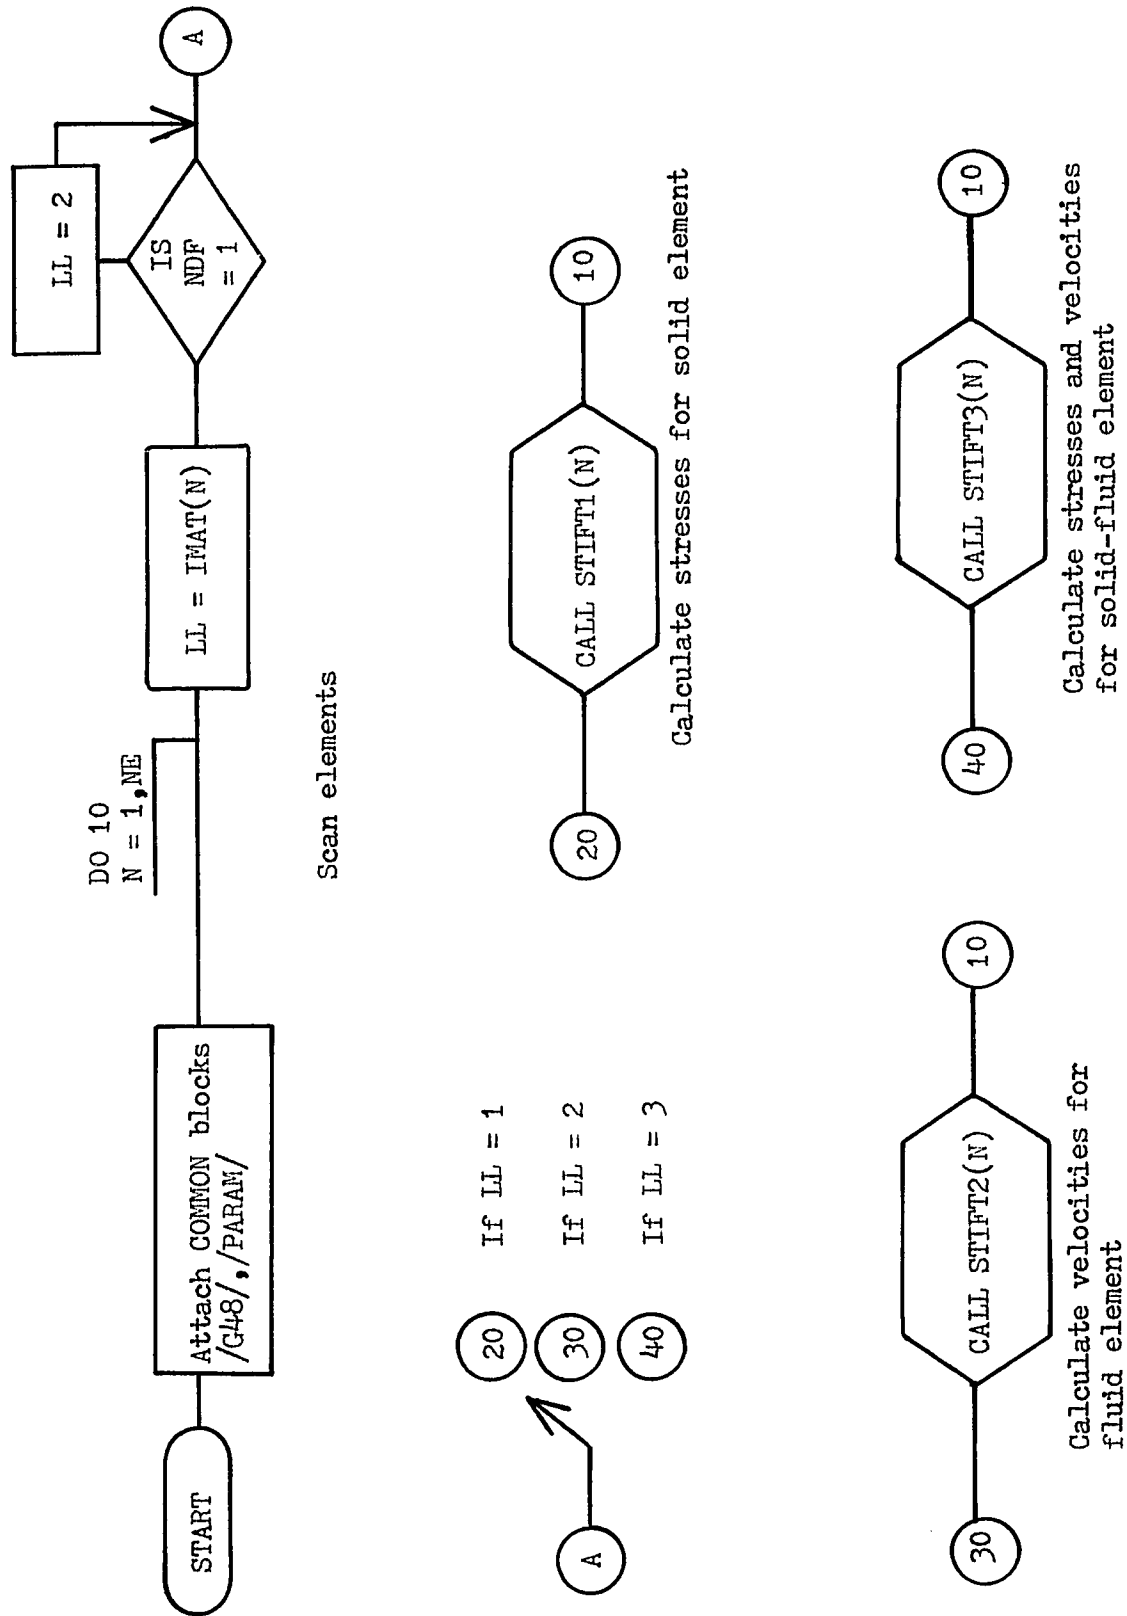 START
Attach COMMON blocks
/G48/,/PARAM/
DO 10
N = 1,NE
Scan elements
LL = IMAT(N)
LL = 2
IS
NDF
= 1
A
A
20
If LL = 1
30
If LL = 2
40
If LL = 3
20
CALL STIFT1(N)
10
Calculate stresses for solid element
30
CALL STIFT2(N)
10
Calculate velocities for
fluid element
40
CALL STIFT3(N)
10
Calculate stresses and velocities
for solid-fluid element